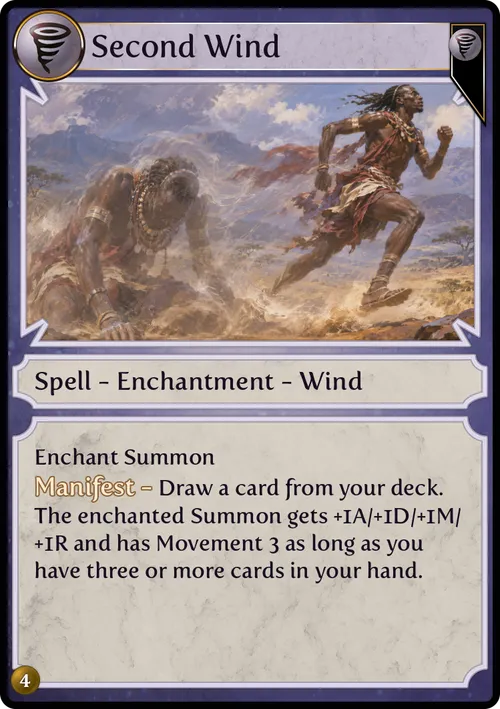 Second Wind
Spell - Enchantment - Wind
Enchant Summon
Manifest - Draw a card from your deck.
The enchanted Summon gets +1A/+1D/+1M/
+1R and has Movement 3 as long as you
have three or more cards in your hand.
4